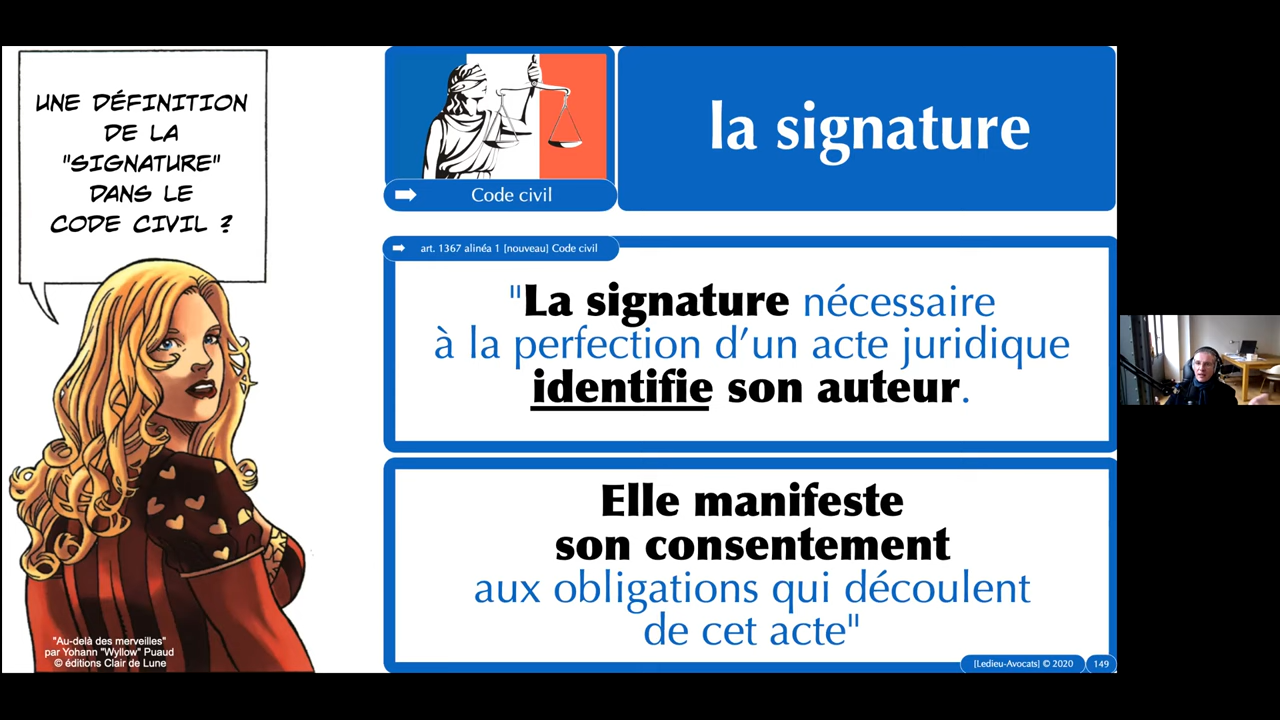 UNE DÉFINITION
DE LA
"SIGNATURE"
DANS LE
CODE CIVIL ?
"Au-delà des merveilles"
par Yohann "Wyllow" Puaud
© éditions Clair de Lune
Code civil
la signature
art. 1367 alinéa 1 [nouveau] Code civil
"La signature nécessaire
à la perfection d’un acte juridique
identifie son auteur.
Elle manifeste
son consentement
aux obligations qui découlent
de cet acte"
[Ledieu-Avocats] © 2020
149